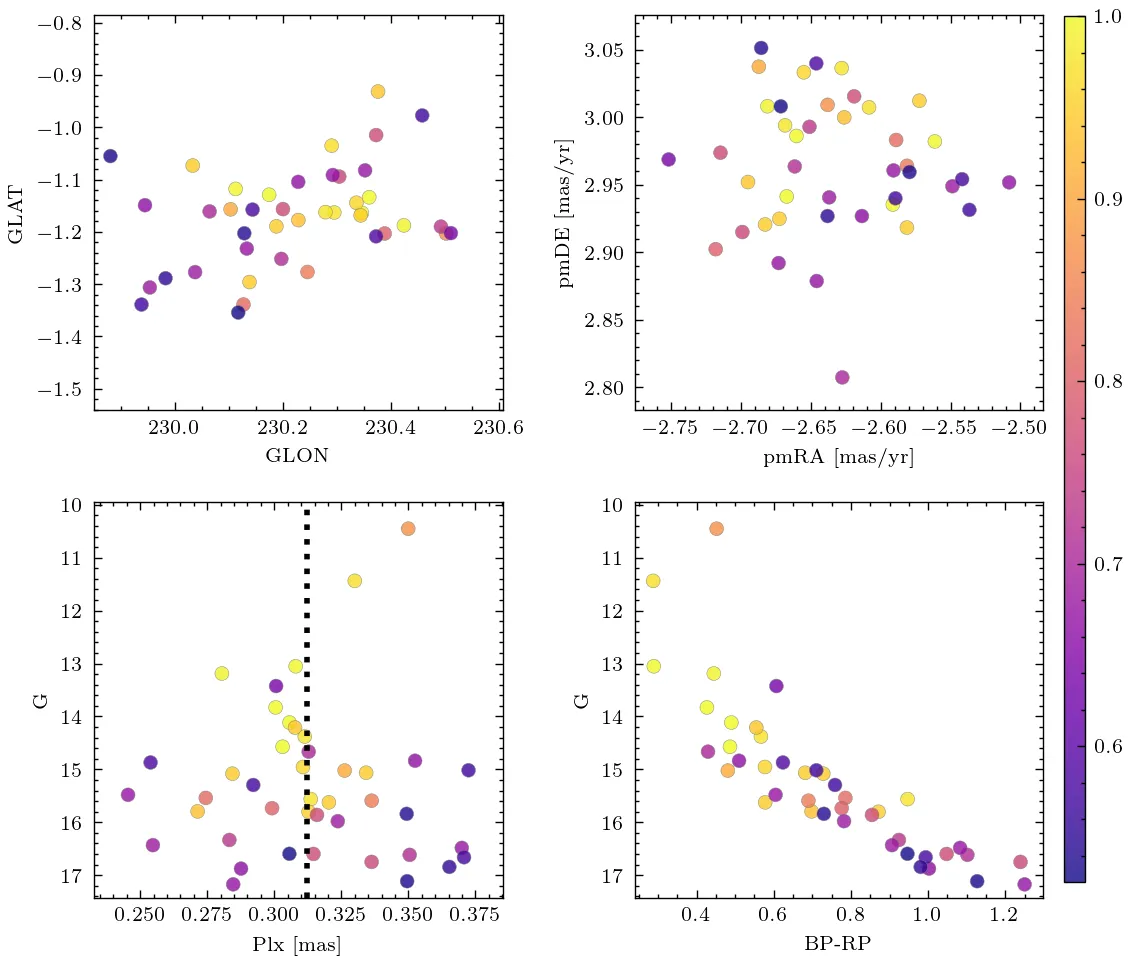 −0.8
−0.9
−1.0
−1.1
−1.2
−1.3
−1.4
−1.5
GLAT
230.0 230.2 230.4 230.6
GLON
3.05
3.00
2.95
2.90
2.85
2.80
pmDE [mas/yr]
−2.75 −2.70 −2.65 −2.60 −2.55 −2.50
pmRA [mas/yr]
1.0
0.9
0.8
0.7
0.6
10
11
12
13
14
15
16
17
G
0.250 0.275 0.300 0.325 0.350 0.375
Plx [mas]
10
11
12
13
14
15
16
17
G
0.4 0.6 0.8 1.0 1.2
BP-RP